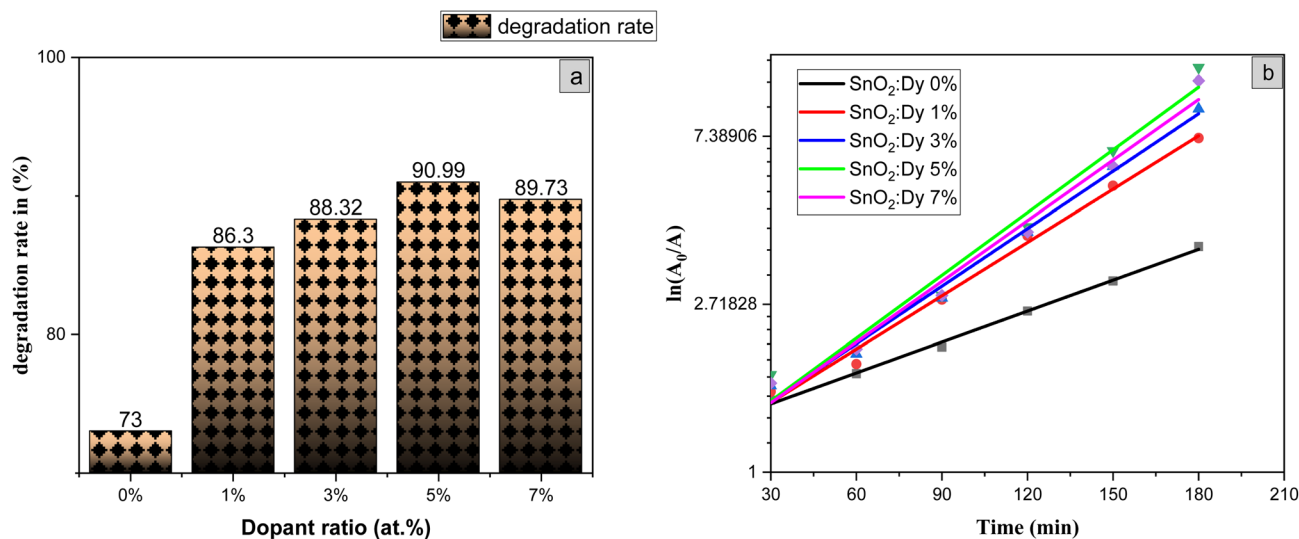 degradation rate
a
100
80
degradation rate in (%)
73
86.3
88.32
90.99
89.73
0% 1% 3% 5% 7%
Dopant ratio (at.%)
b
SnO₂:Dy 0%
SnO₂:Dy 1%
SnO₂:Dy 3%
SnO₂:Dy 5%
SnO₂:Dy 7%
7.38906
2.71828
1
ln(A₀/A)
30 60 90 120 150 180 210
Time (min)